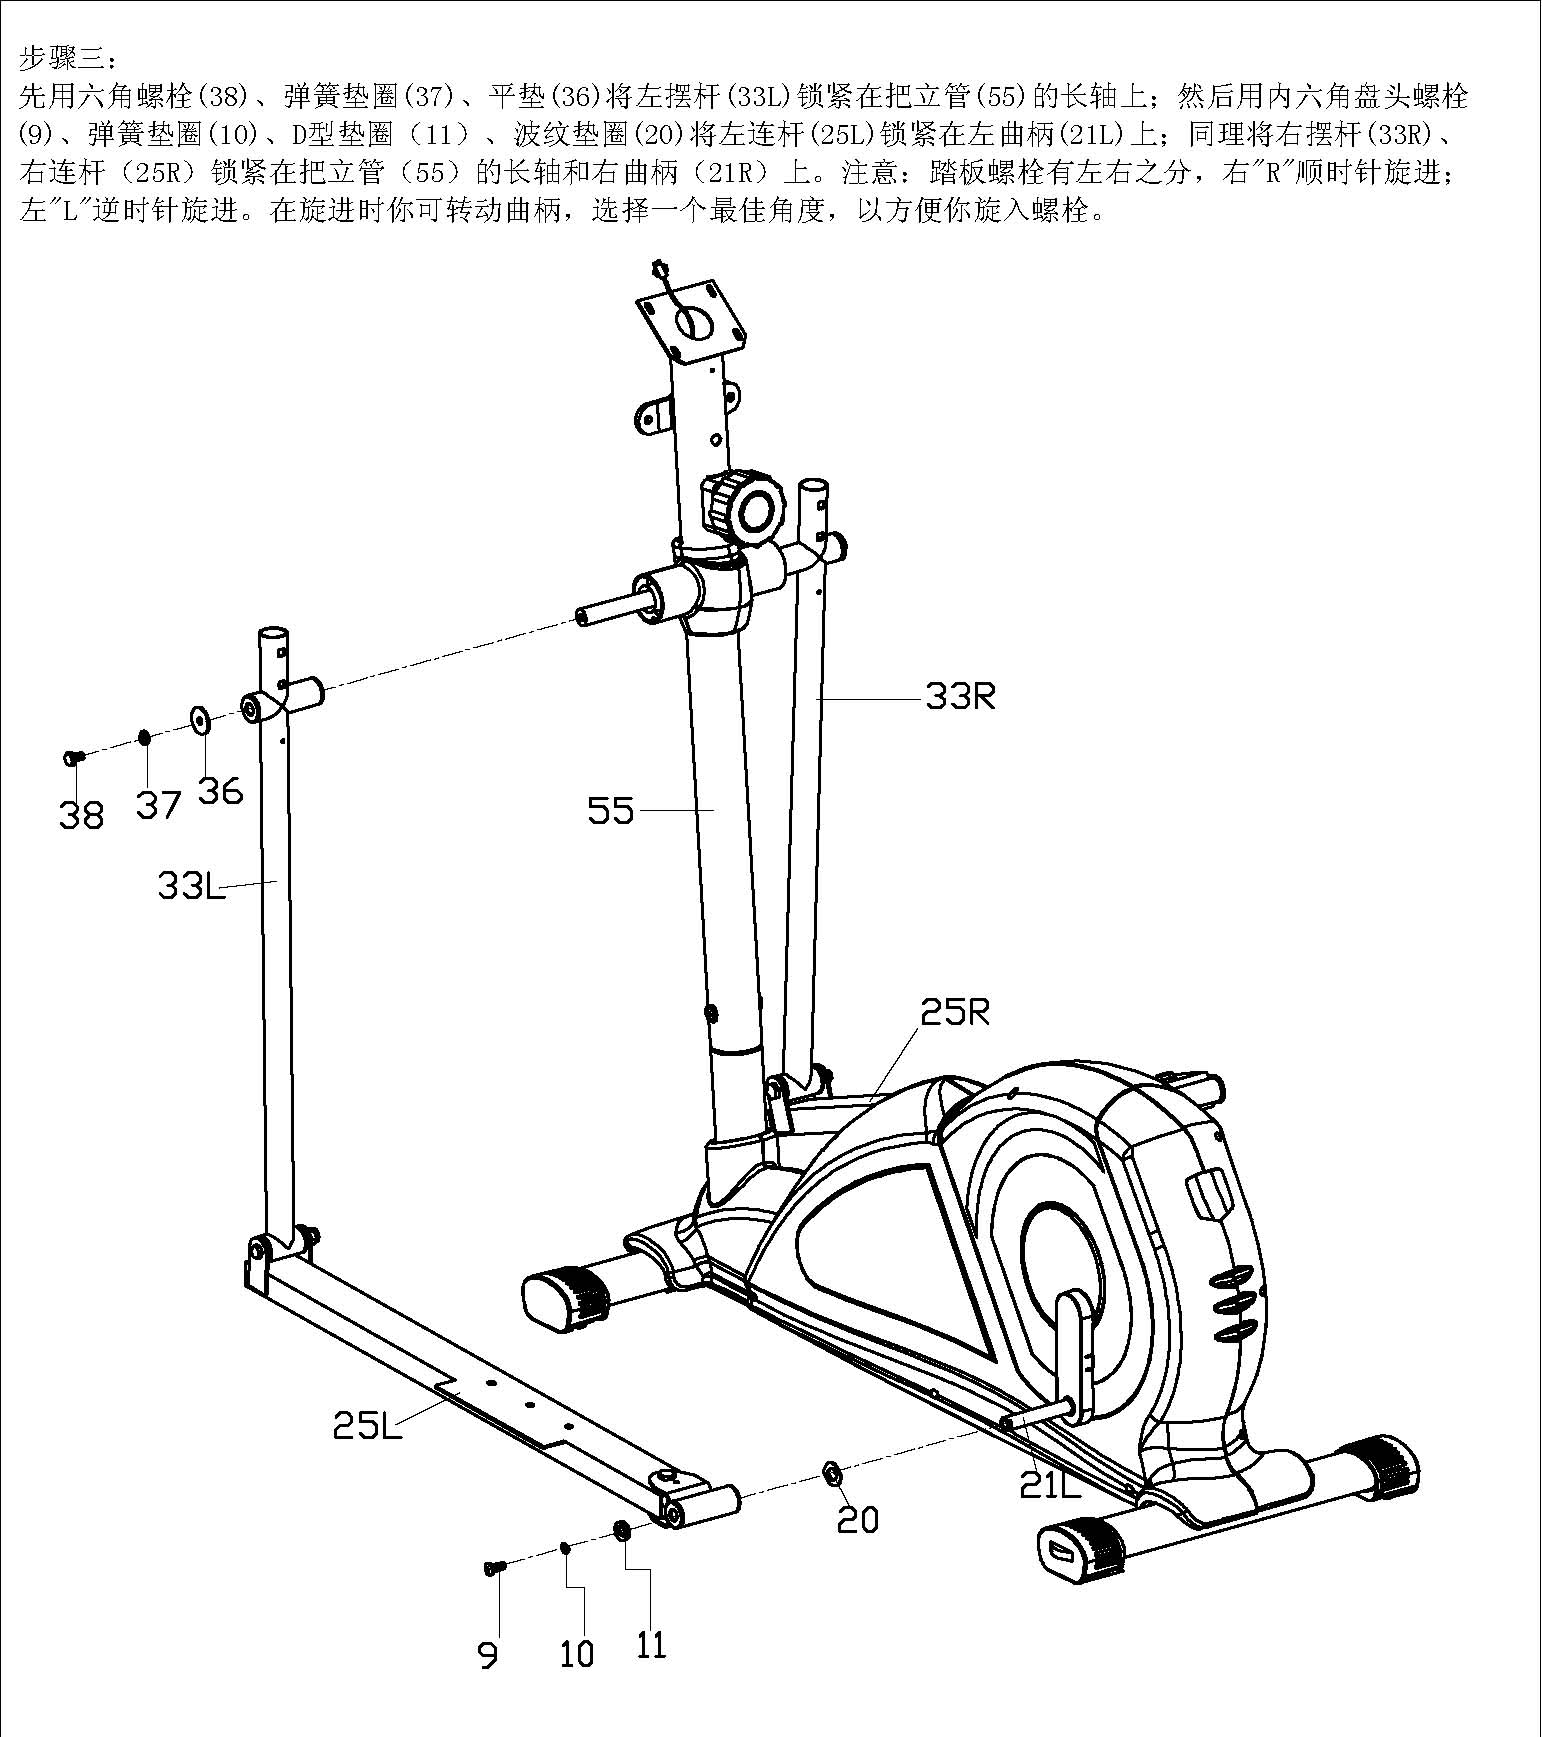 步骤三：
先用六角螺栓(38)、弹簧垫圈(37)、平垫(36)将左摆杆(33L)锁紧在把立管(55)的长轴上；然后用内六角盘头螺栓
(9)、弹簧垫圈(10)、D型垫圈（11）、波纹垫圈(20)将左连杆(25L)锁紧在左曲柄(21L)上；同理将右摆杆(33R)、
右连杆（25R）锁紧在把立管（55）的长轴和右曲柄（21R）上。注意：踏板螺栓有左右之分，右"R"顺时针旋进；
左"L"逆时针旋进。在旋进时你可转动曲柄，选择一个最佳角度，以方便你旋入螺栓。
33R
36
37
38
55
33L
25R
25L
21L
20
11
10
9